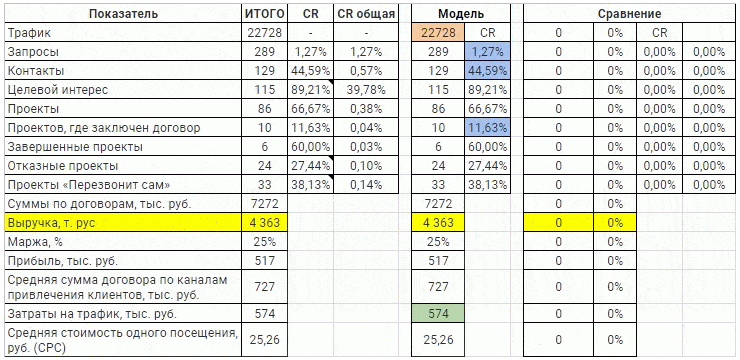 Показатель ИТОГО CR CR общая Модель Сравнение
Трафик 22728 - - 22728 CR 0 0% CR
Запросы 289 1,27% 1,27% 289 1,27% 0 0% 0,00% 0,00%
Контакты 129 44,59% 0,57% 129 44,59% 0 0% 0,00% 0,00%
Целевой интерес 115 89,21% 39,78% 115 89,21% 0 0% 0,00% 0,00%
Проекты 86 66,67% 0,38% 86 66,67% 0 0% 0,00% 0,00%
Проектов, где заключен договор 10 11,63% 0,04% 10 11,63% 0 0% 0,00% 0,00%
Завершенные проекты 6 60,00% 0,03% 6 60,00% 0 0% 0,00% 0,00%
Отказные проекты 24 27,44% 0,10% 24 27,44% 0 0% 0,00% 0,00%
Проекты «Перезвонит сам» 33 38,13% 0,14% 33 38,13% 0 0% 0,00% 0,00%
Суммы по договорам, тыс. руб. 7272 7272 0 0%
Выручка, т. рус 4 363 4 363 0 0%
Маржа, % 25% 25% 0 0%
Прибыль, тыс. руб. 517 517 0 0%
Средняя сумма договора по каналам
привлечения клиентов, тыс. руб. 727 727 0 0%
Затраты на трафик, тыс. руб. 574 574 0 0%
Средняя стоимость одного посещения,
руб. (CPC) 25,26 25,26 0 0%